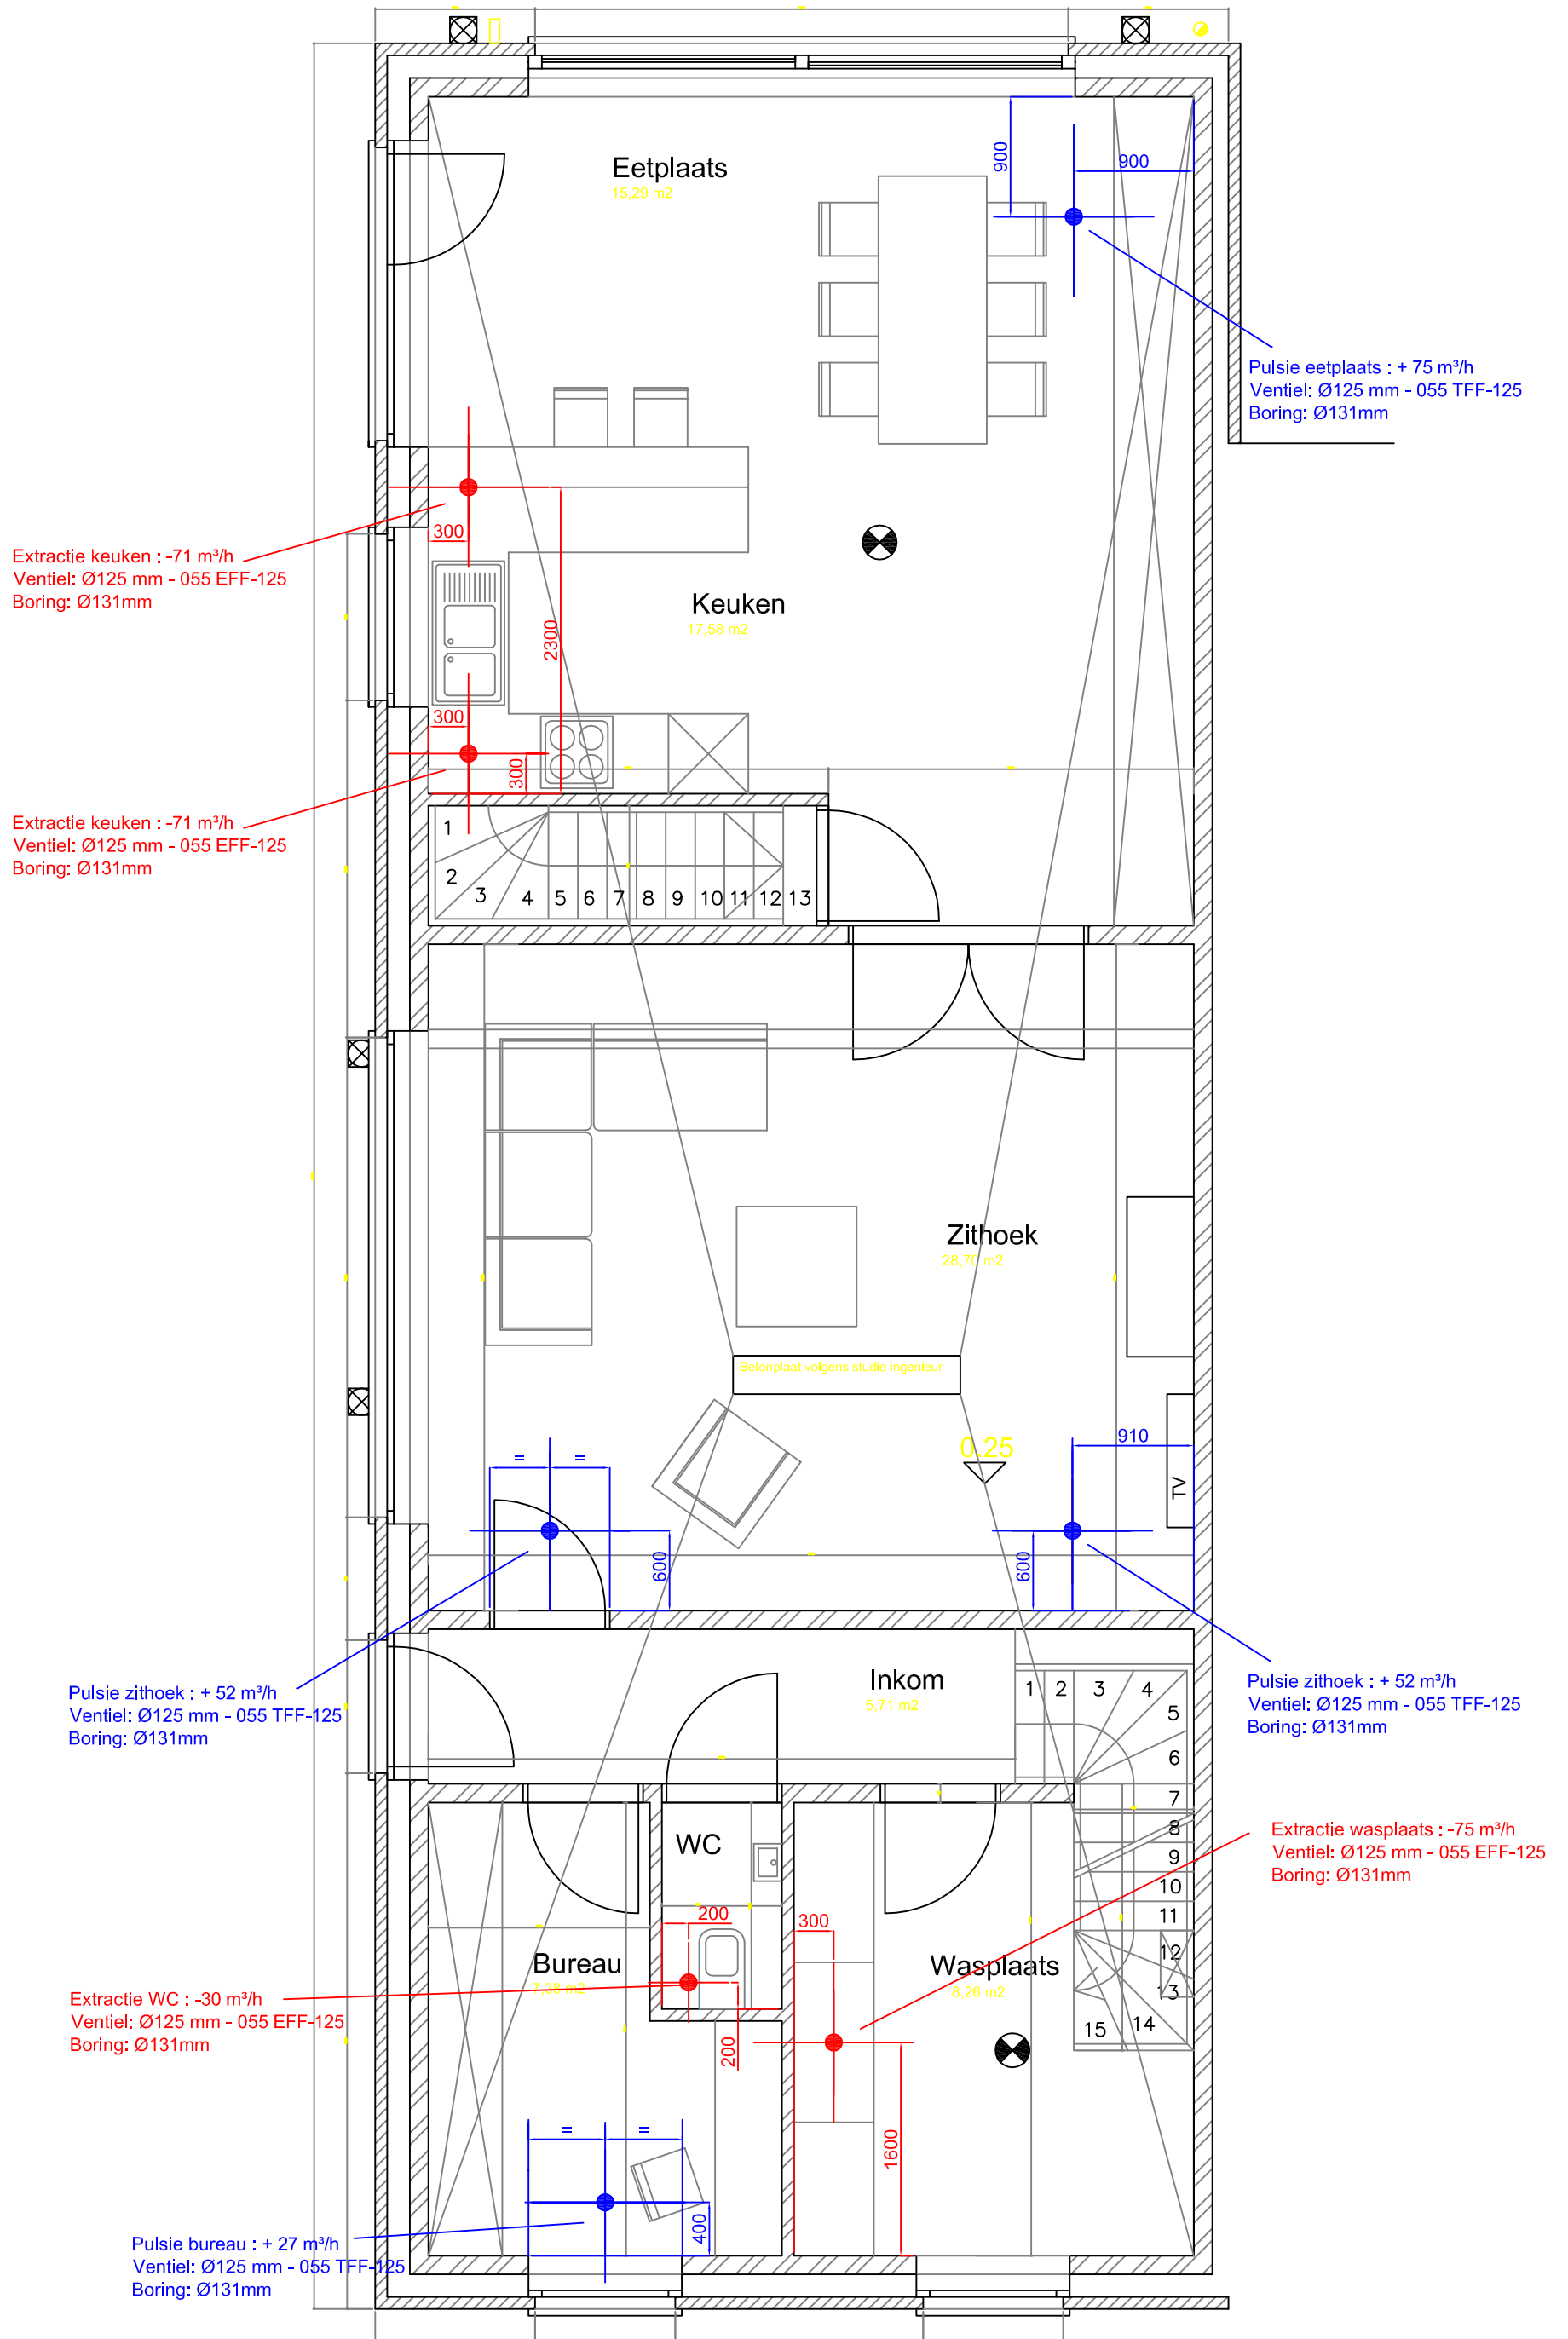 900
900
Eetplaats
15,29 m2
Pulsie eetplaats : + 75 m³/h
Ventiel: Ø125 mm - 055 TFF-125
Boring: Ø131mm
300
Extractie keuken : -71 m³/h
Ventiel: Ø125 mm - 055 EFF-125
Boring: Ø131mm
Keuken
17,58 m2
2300
300
300
Extractie keuken : -71 m³/h
Ventiel: Ø125 mm - 055 EFF-125
Boring: Ø131mm
1
2
3
4 5 6 7 8 9 10 11 12 13
Zithoek
28,70 m2
Betonplaat volgens studie ingenieur
0.25
910
TV
= =
600
600
Pulsie zithoek : + 52 m³/h
Ventiel: Ø125 mm - 055 TFF-125
Boring: Ø131mm
Inkom
5,71 m2
Pulsie zithoek : + 52 m³/h
Ventiel: Ø125 mm - 055 TFF-125
Boring: Ø131mm
1 2 3 4
5
6
7
8
9
10
11
12
13
14
15
WC
Extractie wasplaats : -75 m³/h
Ventiel: Ø125 mm - 055 EFF-125
Boring: Ø131mm
200
300
Bureau
7,38 m2
Wasplaats
8,26 m2
Extractie WC : -30 m³/h
Ventiel: Ø125 mm - 055 EFF-125
Boring: Ø131mm
200
1600
= =
400
Pulsie bureau : + 27 m³/h
Ventiel: Ø125 mm - 055 TFF-125
Boring: Ø131mm